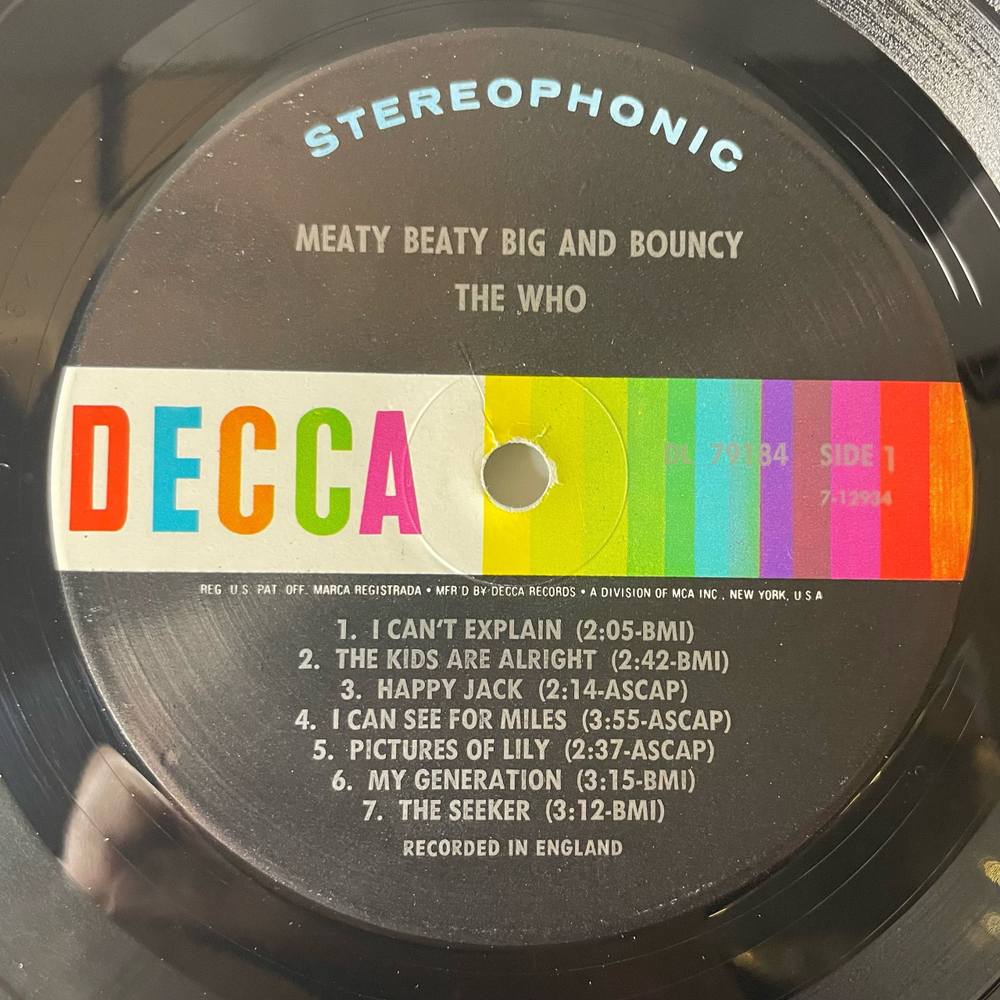 STEREOPHONIC
MEATY BEATY BIG AND BOUNCY
THE WHO
DECCA
DL 79184 SIDE 1
7-12934
REG. U.S. PAT. OFF. MARCA REGISTRADA • MFR'D BY DECCA RECORDS • A DIVISION OF MCA INC., NEW YORK, U.S.A
1. I CAN'T EXPLAIN (2:05-BMI)
2. THE KIDS ARE ALRIGHT (2:42-BMI)
3. HAPPY JACK (2:14-ASCAP)
4. I CAN SEE FOR MILES (3:55-ASCAP)
5. PICTURES OF LILY (2:37-ASCAP)
6. MY GENERATION (3:15-BMI)
7. THE SEEKER (3:12-BMI)
RECORDED IN ENGLAND